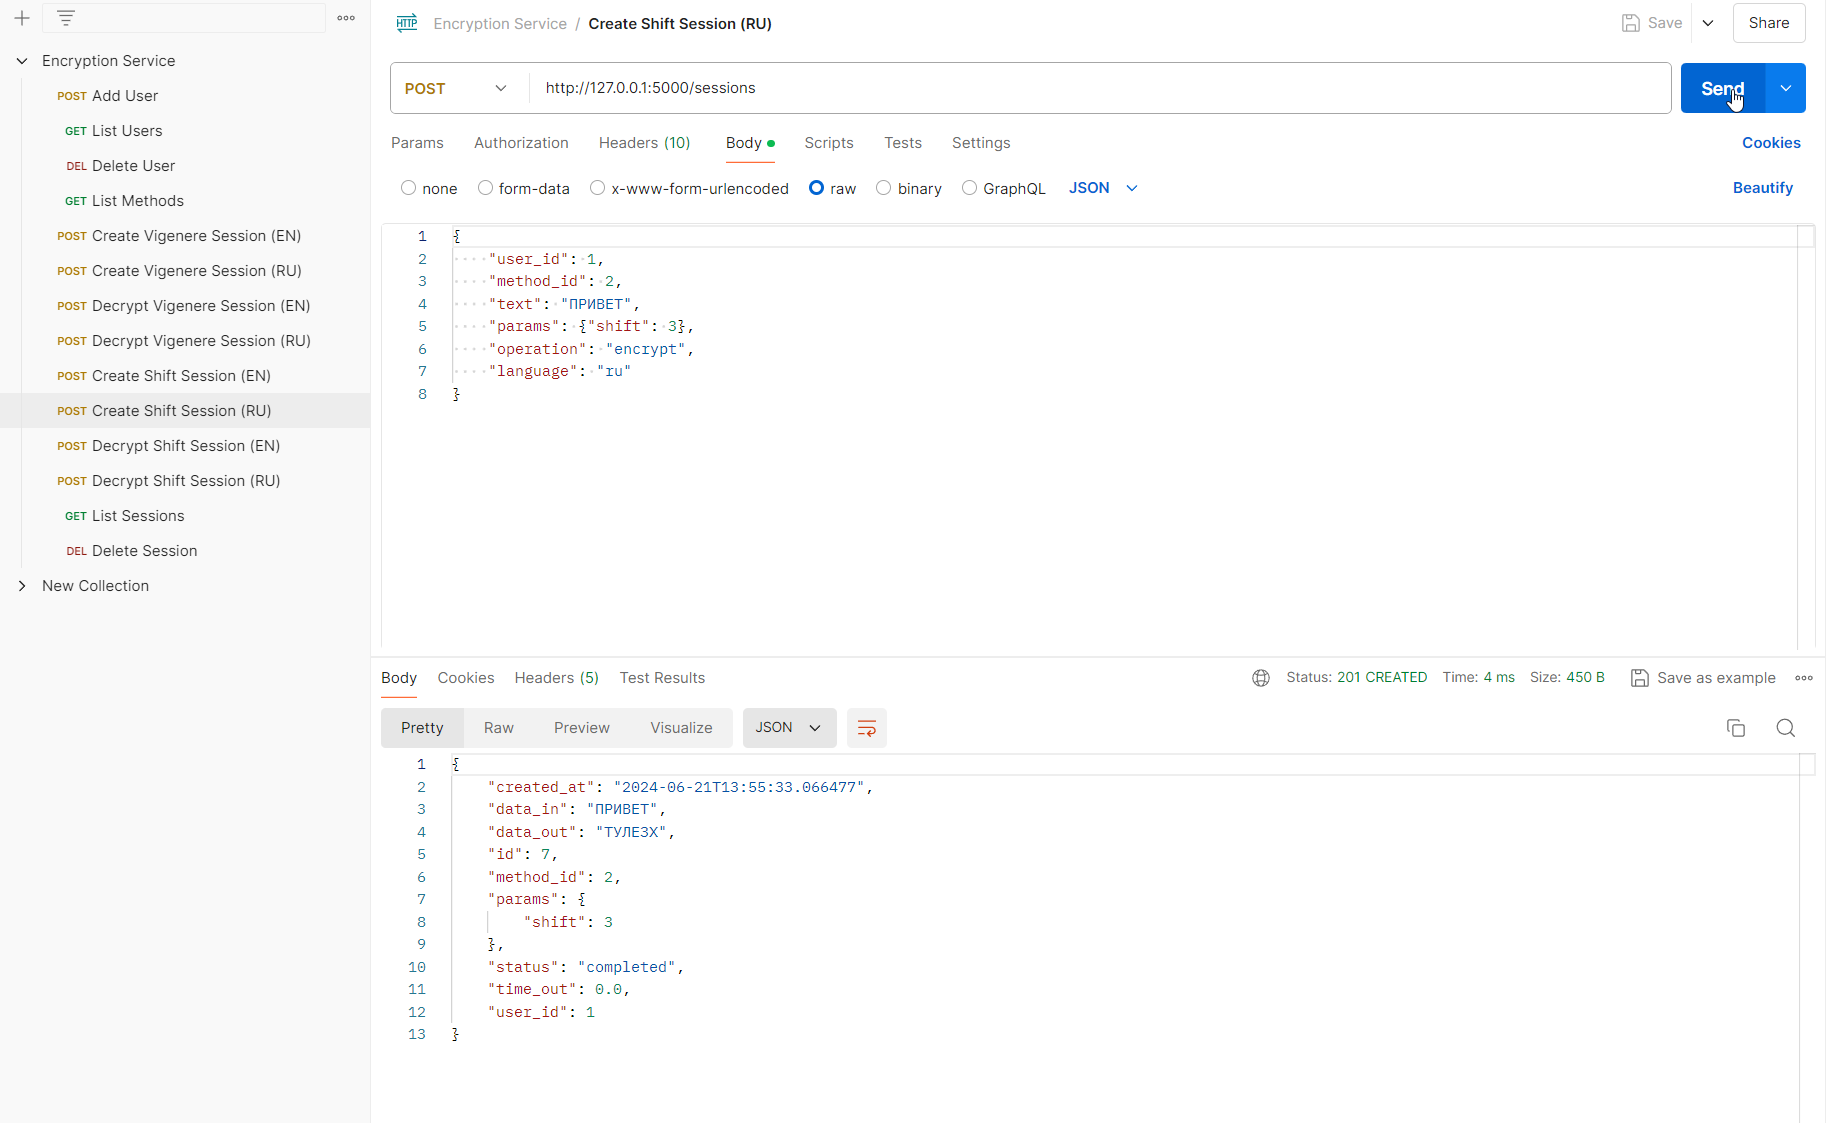 Encryption Service / Create Shift Session (RU)
Save
Share
Encryption Service
POST Add User
GET List Users
DEL Delete User
GET List Methods
POST Create Vigenere Session (EN)
POST Create Vigenere Session (RU)
POST Decrypt Vigenere Session (EN)
POST Decrypt Vigenere Session (RU)
POST Create Shift Session (EN)
POST Create Shift Session (RU)
POST Decrypt Shift Session (EN)
POST Decrypt Shift Session (RU)
GET List Sessions
DEL Delete Session
New Collection
POST http://127.0.0.1:5000/sessions Send
Params Authorization Headers (10) Body Scripts Tests Settings Cookies
none form-data x-www-form-urlencoded raw binary GraphQL JSON Beautify
1 {
2 "user_id": 1,
3 "method_id": 2,
4 "text": "ПРИВЕТ",
5 "params": {"shift": 3},
6 "operation": "encrypt",
7 "language": "ru"
8 }
Body Cookies Headers (5) Test Results Status: 201 CREATED Time: 4 ms Size: 450 B Save as example
Pretty Raw Preview Visualize JSON
1 {
2 "created_at": "2024-06-21T13:55:33.066477",
3 "data_in": "ПРИВЕТ",
4 "data_out": "ТУЛЕЗХ",
5 "id": 7,
6 "method_id": 2,
7 "params": {
8 "shift": 3
9 },
10 "status": "completed",
11 "time_out": 0.0,
12 "user_id": 1
13 }